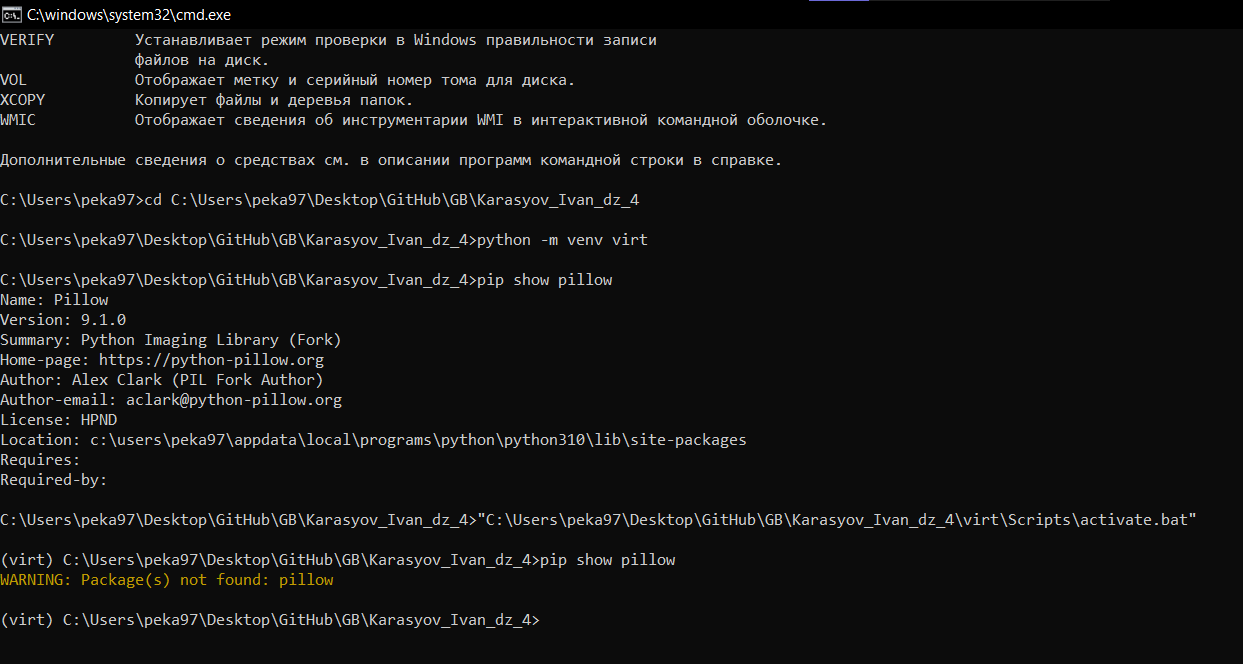 C:\windows\system32\cmd.exe
VERIFY         Устанавливает режим проверки в Windows правильности записи
               файлов на диск.
VOL            Отображает метку и серийный номер тома для диска.
XCOPY          Копирует файлы и деревья папок.
WMIC           Отображает сведения об инструментарии WMI в интерактивной командной оболочке.
Дополнительные сведения о средствах см. в описании программ командной строки в справке.
C:\Users\peka97>cd C:\Users\peka97\Desktop\GitHub\GB\Karasyov_Ivan_dz_4
C:\Users\peka97\Desktop\GitHub\GB\Karasyov_Ivan_dz_4>python -m venv virt
C:\Users\peka97\Desktop\GitHub\GB\Karasyov_Ivan_dz_4>pip show pillow
Name: Pillow
Version: 9.1.0
Summary: Python Imaging Library (Fork)
Home-page: https://python-pillow.org
Author: Alex Clark (PIL Fork Author)
Author-email: aclark@python-pillow.org
License: HPND
Location: c:\users\peka97\appdata\local\programs\python\python310\lib\site-packages
Requires:
Required-by:
C:\Users\peka97\Desktop\GitHub\GB\Karasyov_Ivan_dz_4>"C:\Users\peka97\Desktop\GitHub\GB\Karasyov_Ivan_dz_4\virt\Scripts\activate.bat"
(virt) C:\Users\peka97\Desktop\GitHub\GB\Karasyov_Ivan_dz_4>pip show pillow
WARNING: Package(s) not found: pillow
(virt) C:\Users\peka97\Desktop\GitHub\GB\Karasyov_Ivan_dz_4>